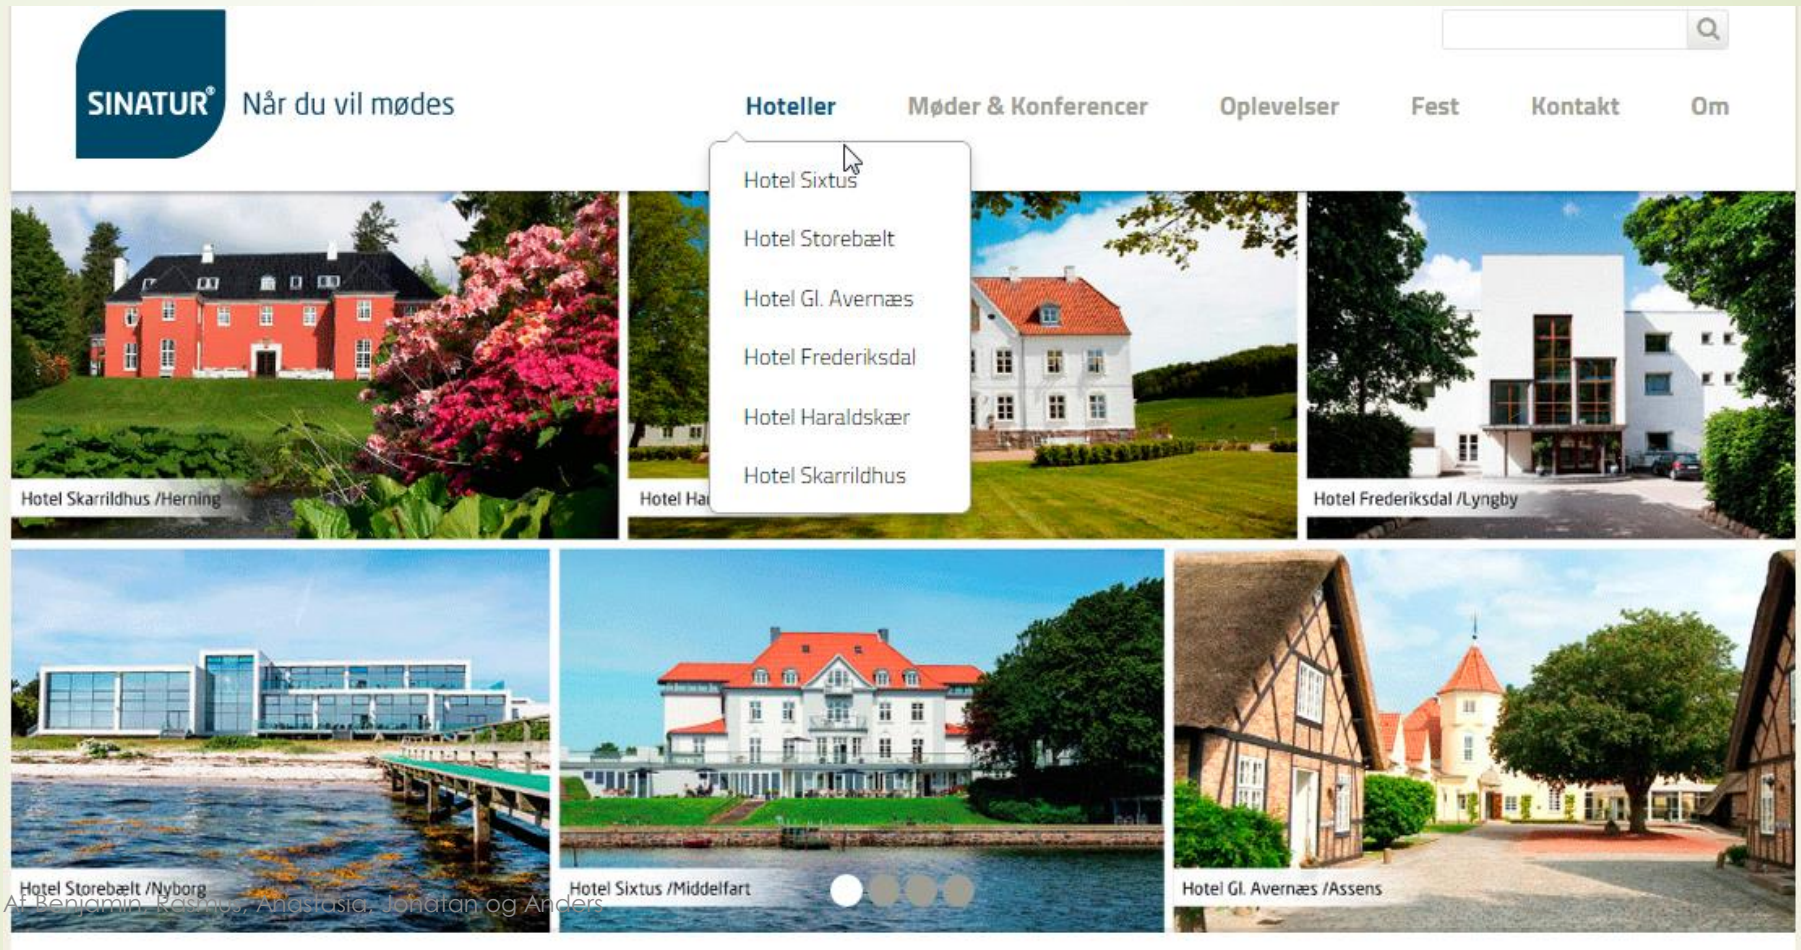 SINATUR®
Når du vil mødes
Hoteller
Møder & Konferencer
Oplevelser
Fest
Kontakt
Om
Hotel Sixtus
Hotel Storebælt
Hotel Gl. Avernæs
Hotel Frederiksdal
Hotel Haraldskær
Hotel Skarrildhus
Hotel Skarrildhus /Herning
Hotel Ha
Hotel Frederiksdal /Lyngby
Hotel Storebælt /Nyborg
Hotel Sixtus /Middelfart
Hotel Gl. Avernæs /Assens
Af Benjamin, Rasmus, Anastasia, Jonatan og Anders